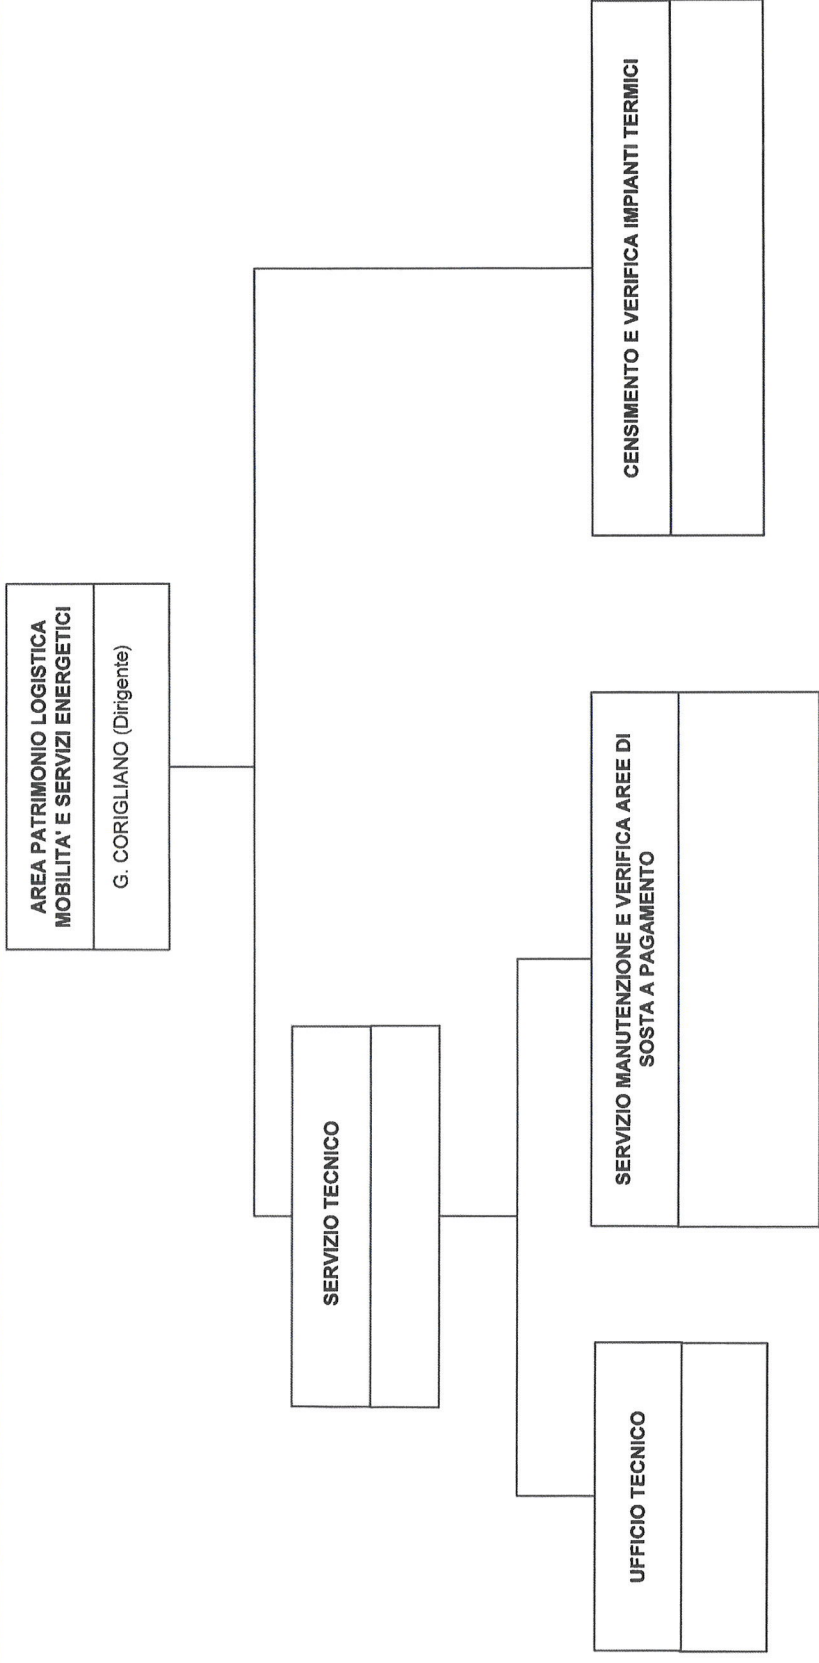 AREA PATRIMONIO LOGISTICA
MOBILITA' E SERVIZI ENERGETICI
G. CORIGLIANO (Dirigente)
SERVIZIO TECNICO
UFFICIO TECNICO
SERVIZIO MANUTENZIONE E VERIFICA AREE DI
SOSTA A PAGAMENTO
CENSIMENTO E VERIFICA IMPIANTI TERMICI